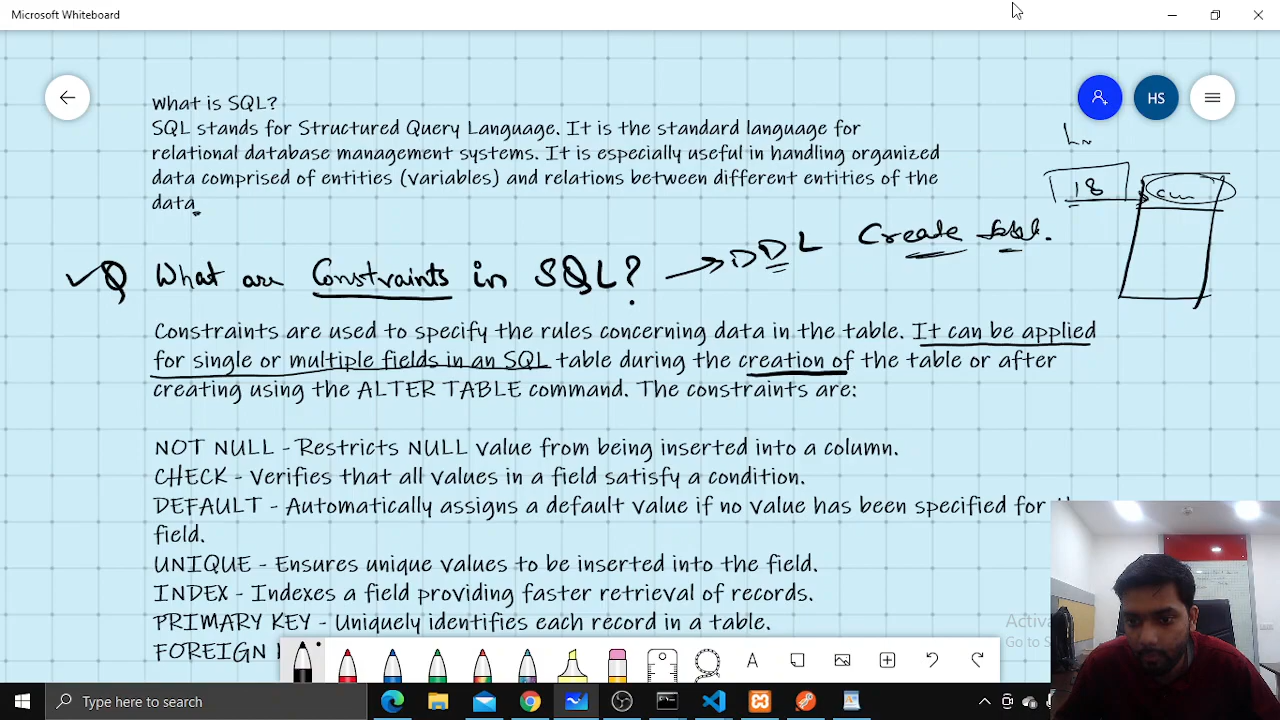 Microsoft Whiteboard
What is SQL?
SQL stands for Structured Query Language. It is the standard language for
relational database management systems. It is especially useful in handling organized
data comprised of entities (variables) and relations between different entities of the
data.
HS
18
Q What are Constraints in SQL? → DDL Create table.
Constraints are used to specify the rules concerning data in the table. It can be applied
for single or multiple fields in an SQL table during the creation of the table or after
creating using the ALTER TABLE command. The constraints are:
NOT NULL - Restricts NULL value from being inserted into a column.
CHECK - Verifies that all values in a field satisfy a condition.
DEFAULT - Automatically assigns a default value if no value has been specified for the
field.
UNIQUE - Ensures unique values to be inserted into the field.
INDEX - Indexes a field providing faster retrieval of records.
PRIMARY KEY - Uniquely identifies each record in a table.
FOREIGN
Type here to search